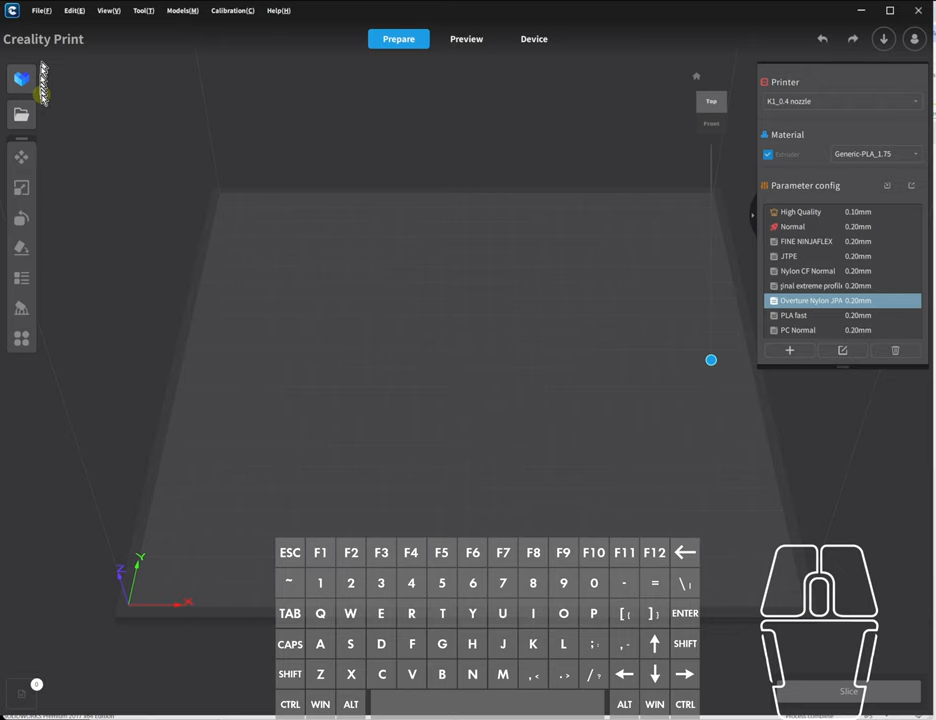 File(F) Edit(E) View(V) Tool(T) Models(M) Calibration(C) Help(H)
Creality Print
Prepare Preview Device
Top
Front
Printer
K1_0.4 nozzle
Material
Extruder Generic-PLA_1.75
Parameter config
High Quality 0.10mm
Normal 0.20mm
FINE NINJAFLEX 0.20mm
JTPE 0.20mm
Nylon CF Normal 0.20mm
ginal extreme profile 0.20mm
Overture Nylon JPA 0.20mm
PLA fast 0.20mm
PC Normal 0.20mm
Z Y X
ESC F1 F2 F3 F4 F5 F6 F7 F8 F9 F10 F11 F12 ←
~ 1 2 3 4 5 6 7 8 9 0 - = \|
TAB Q W E R T Y U I O P [{ ]} ENTER
CAPS A S D F G H J K L ↑ SHIFT
SHIFT Z X C V B N M ,< .> /? ← ↓ →
CTRL WIN ALT ALT WIN CTRL
0
Slice